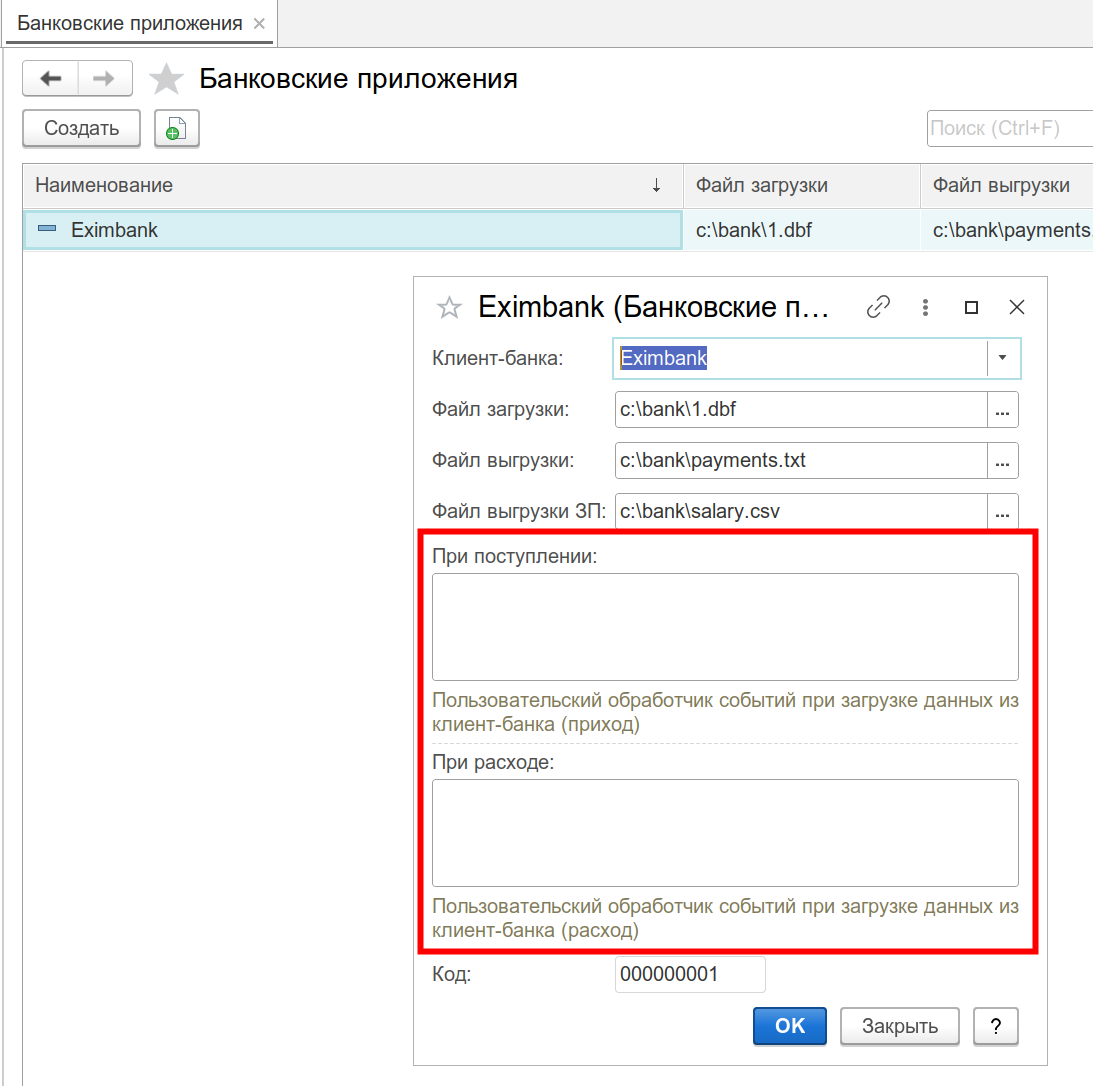 Банковские приложения
Банковские приложения
Создать
Поиск (Ctrl+F)
Наименование ↓ Файл загрузки Файл выгрузки
Eximbank c:\bank\1.dbf c:\bank\payments.
Eximbank (Банковские п...
Клиент-банка: Eximbank
Файл загрузки: c:\bank\1.dbf ...
Файл выгрузки: c:\bank\payments.txt ...
Файл выгрузки ЗП: c:\bank\salary.csv ...
При поступлении:
Пользовательский обработчик событий при загрузке данных из
клиент-банка (приход)
При расходе:
Пользовательский обработчик событий при загрузке данных из
клиент-банка (расход)
Код: 000000001
OK Закрыть ?